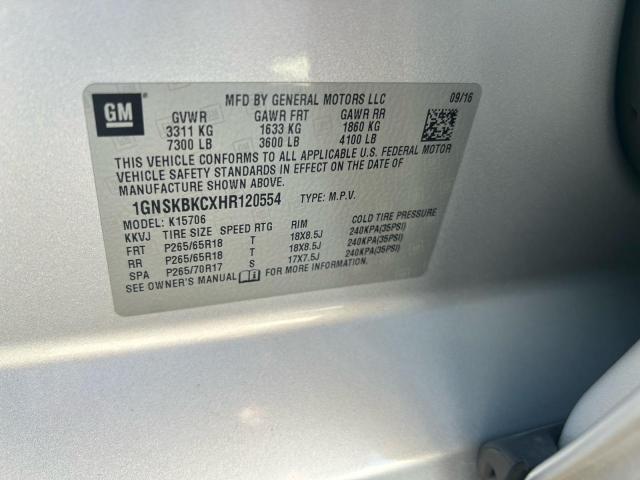 GM
MFD BY GENERAL MOTORS LLC 09/16
GVWR GAWR FRT GAWR RR
3311 KG 1633 KG 1860 KG
7300 LB 3600 LB 4100 LB
THIS VEHICLE CONFORMS TO ALL APPLICABLE U.S. FEDERAL MOTOR
VEHICLE SAFETY STANDARDS IN EFFECT ON THE DATE OF
MANUFACTURE SHOWN ABOVE.
1GNSKBKCXHR120554 TYPE: M.P.V.
MODEL: K15706
KKVJ TIRE SIZE SPEED RTG RIM COLD TIRE PRESSURE
FRT P265/65R18 T 18X8.5J 240KPA(35PSI)
RR P265/65R18 T 18X8.5J 240KPA(35PSI)
SPA P265/70R17 S 17X7.5J 240KPA(35PSI)
SEE OWNER'S MANUAL FOR MORE INFORMATION.